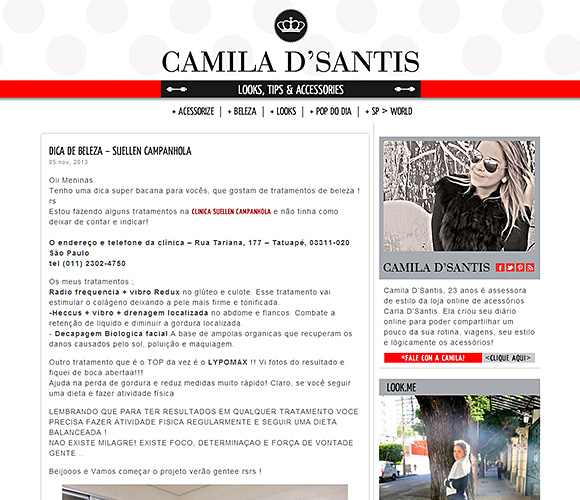 CAMILA D'SANTIS
LOOKS, TIPS & ACCESSORIES
+ ACESSORIZE | + BELEZA | + LOOKS | + POP DO DIA | + SP > WORLD
DICA DE BELEZA – SUELLEN CAMPANHOLA
05 nov, 2013
Oii Meninas.
Tenho uma dica super bacana para vocês, que gostam de tratamentos de beleza !
rs
Estou fazendo alguns tratamentos na CLINICA SUELLEN CAMPANHOLA e não tinha como
deixar de contar e indicar!
O endereço e telefone da clínica – Rua Tariana, 177 – Tatuapé, 03311-020
São Paulo
tel (011) 2302-4750
Os meus tratamentos ;
Radio frequencia + vibro Redux no glúteo e culote. Esse tratamento vai
estimular o colágeno deixando a pele mais firme e tonificada.
-Heccus + vibro + drenagem localizada no abdome e flancos. Combate a
retenção de liquido e diminuir a gordura localizada.
- Decapagem Biologica facial A base de ampolas organicas que recuperam os
danos causados pelo sol, poluição e maquiagem.
Outro tratamento que é o TOP da vez é o LYPOMAX !! Vi fotos do resultado e
fiquei de boca abertaa!!!
Ajuda na perda de gordura e reduz medidas muito rápido! Claro, se você seguir
uma dieta e fazer atividade física
LEMBRANDO QUE PARA TER RESULTADOS EM QUALQUER TRATAMENTO VOCE
PRECISA FAZER ATIVIDADE FISICA REGULARMENTE E SEGUIR UMA DIETA
BALANCEADA !
NAO EXISTE MILAGRE! EXISTE FOCO, DETERMINAÇAO E FORÇA DE VONTADE
GENTE ..
Beijooos e Vamos começar o projeto verão gentee rsrs !
CAMILA D'SANTIS
Camila D'Santis, 23 anos é assessora
de estilo da loja online de acessórios
Carla D'Santis. Ela criou seu diário
online para poder compartilhar um
pouco da sua rotina, viagens, seu estilo
e lógicamente os acessórios!
*FALE COM A CAMILA! <CLIQUE AQUI>
LOOK.ME